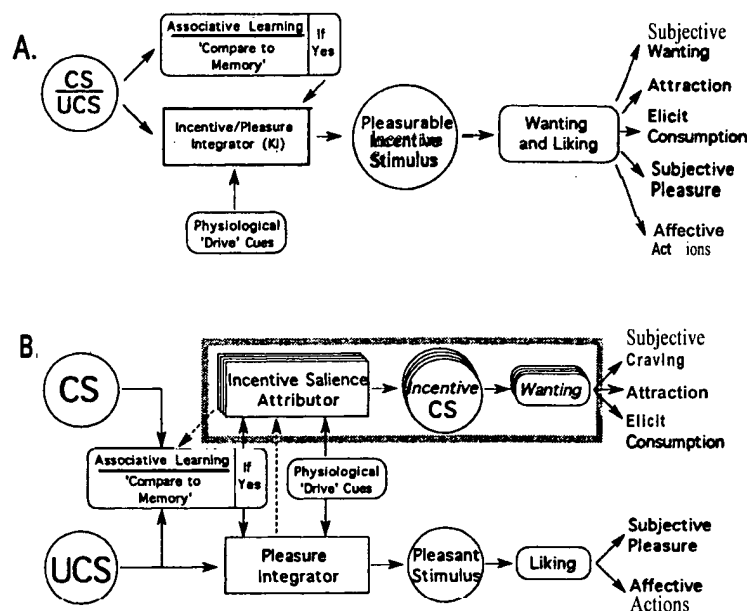 A.
CS
UCS
Associative Learning
'Compare to
Memory'
If
Yes
Incentive/Pleasure
Integrator (KI)
Physiological
'Drive' Cues
Pleasurable
Incentive
Stimulus
Wanting
and Liking
Subjective
Wanting
Attraction
Elicit
Consumption
Subjective
Pleasure
Affective
Act ions
B.
CS
UCS
Associative Learning
'Compare to
Memory'
If
Yes
Incentive Salience
Attributor
Incentive
CS
Wanting
Subjective
Craving
Attraction
Elicit
Consumption
Physiological
'Drive' Cues
Pleasure
Integrator
Pleasant
Stimulus
Liking
Subjective
Pleasure
Affective
Actions